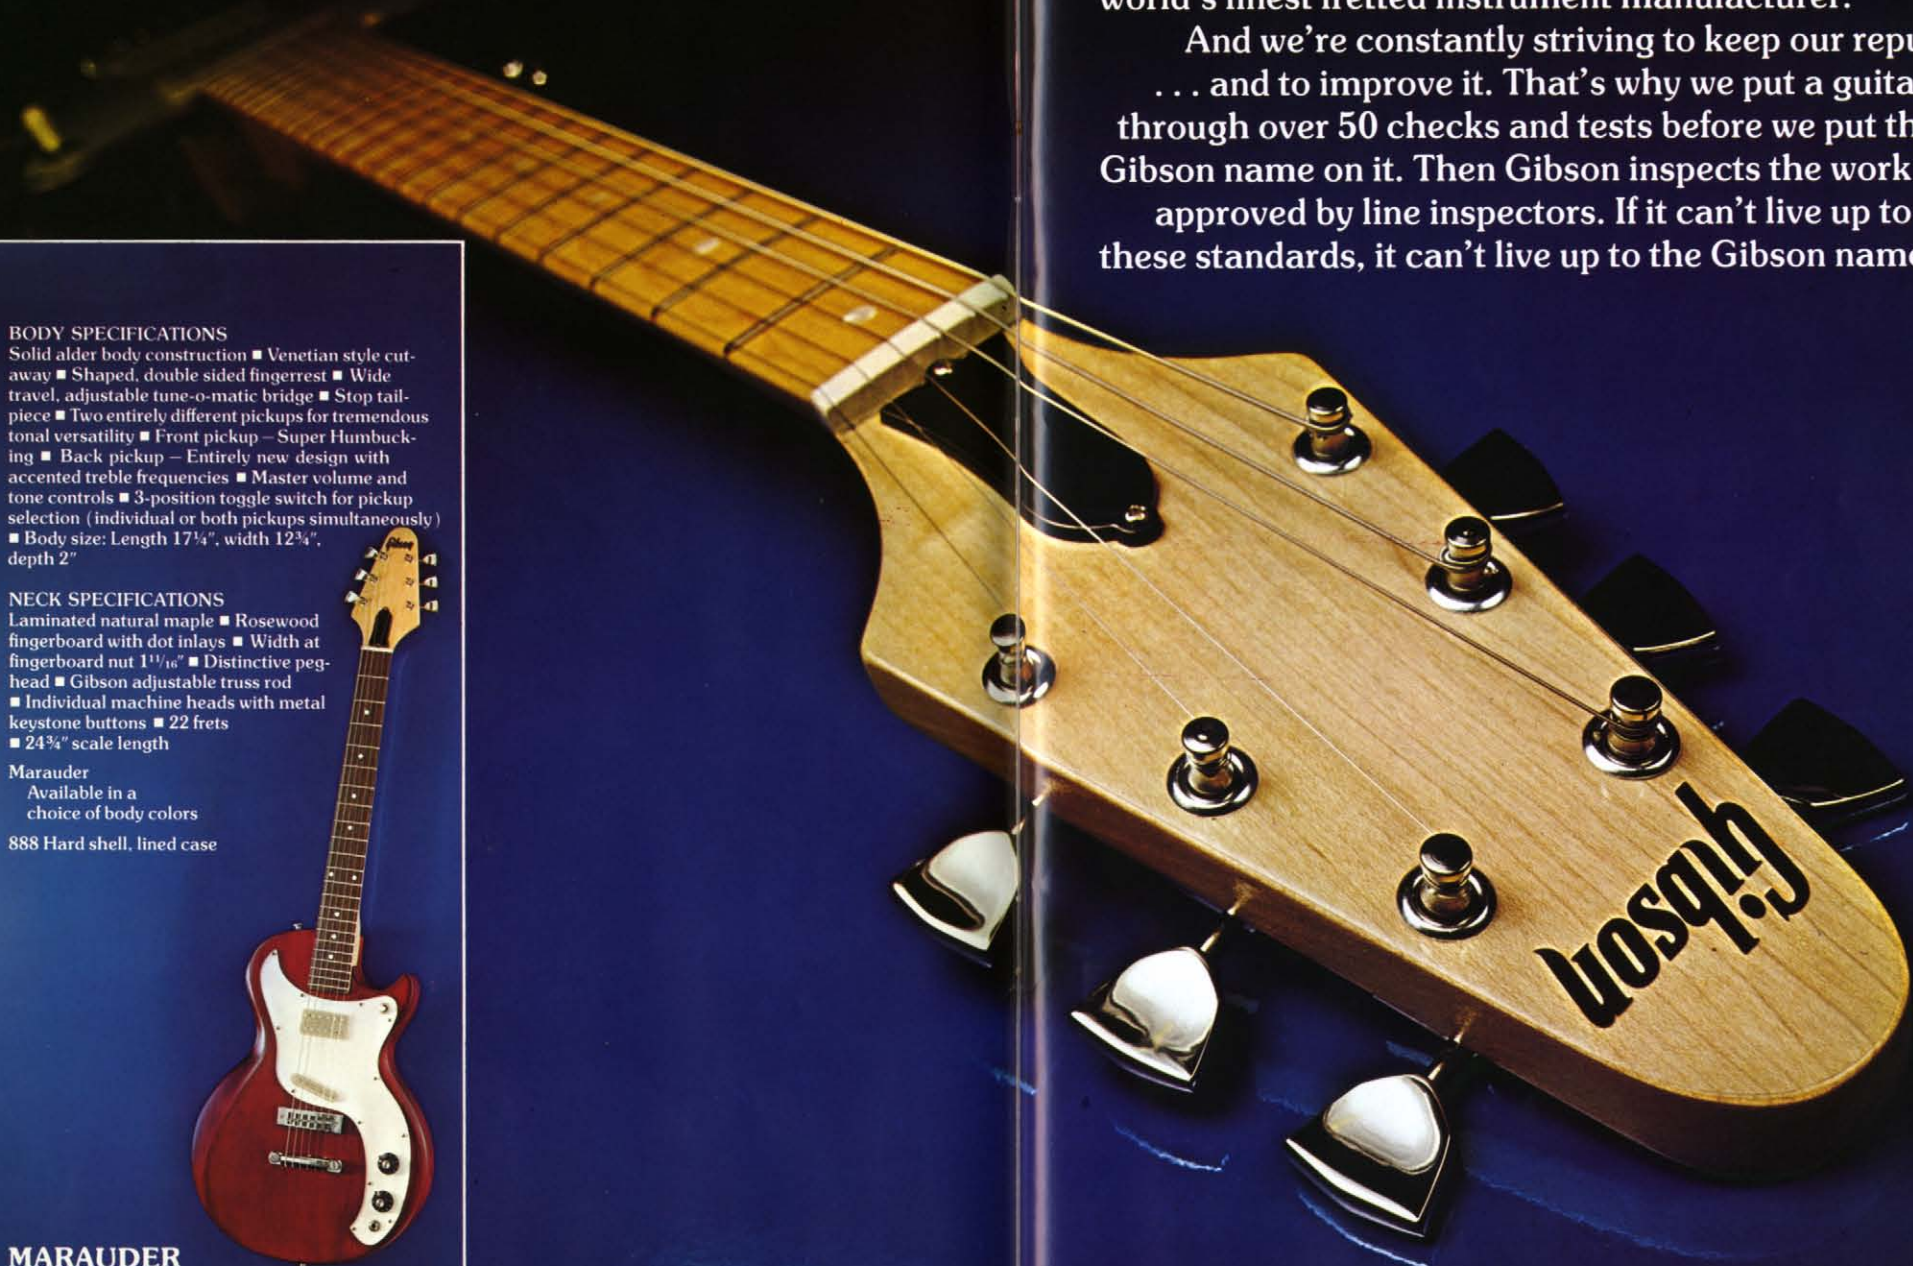 BODY SPECIFICATIONS
Solid alder body construction ■ Venetian style cut-
away ■ Shaped, double sided fingerrest ■ Wide
travel, adjustable tune-o-matic bridge ■ Stop tail-
piece ■ Two entirely different pickups for tremendous
tonal versatility ■ Front pickup — Super Humbuck-
ing ■ Back pickup — Entirely new design with
accented treble frequencies ■ Master volume and
tone controls ■ 3-position toggle switch for pickup
selection (individual or both pickups simultaneously)
■ Body size: Length 17¼", width 12¾",
depth 2"
NECK SPECIFICATIONS
Laminated natural maple ■ Rosewood
fingerboard with dot inlays ■ Width at
fingerboard nut 1¹¹/₁₆" ■ Distinctive peg-
head ■ Gibson adjustable truss rod
■ Individual machine heads with metal
keystone buttons ■ 22 frets
■ 24¾" scale length
Marauder
Available in a
choice of body colors
888 Hard shell, lined case
MARAUDER
Gibson
world's finest fretted instrument manufacturer.
And we're constantly striving to keep our repu
... and to improve it. That's why we put a guita
through over 50 checks and tests before we put th
Gibson name on it. Then Gibson inspects the work
approved by line inspectors. If it can't live up to
these standards, it can't live up to the Gibson name
Gibson